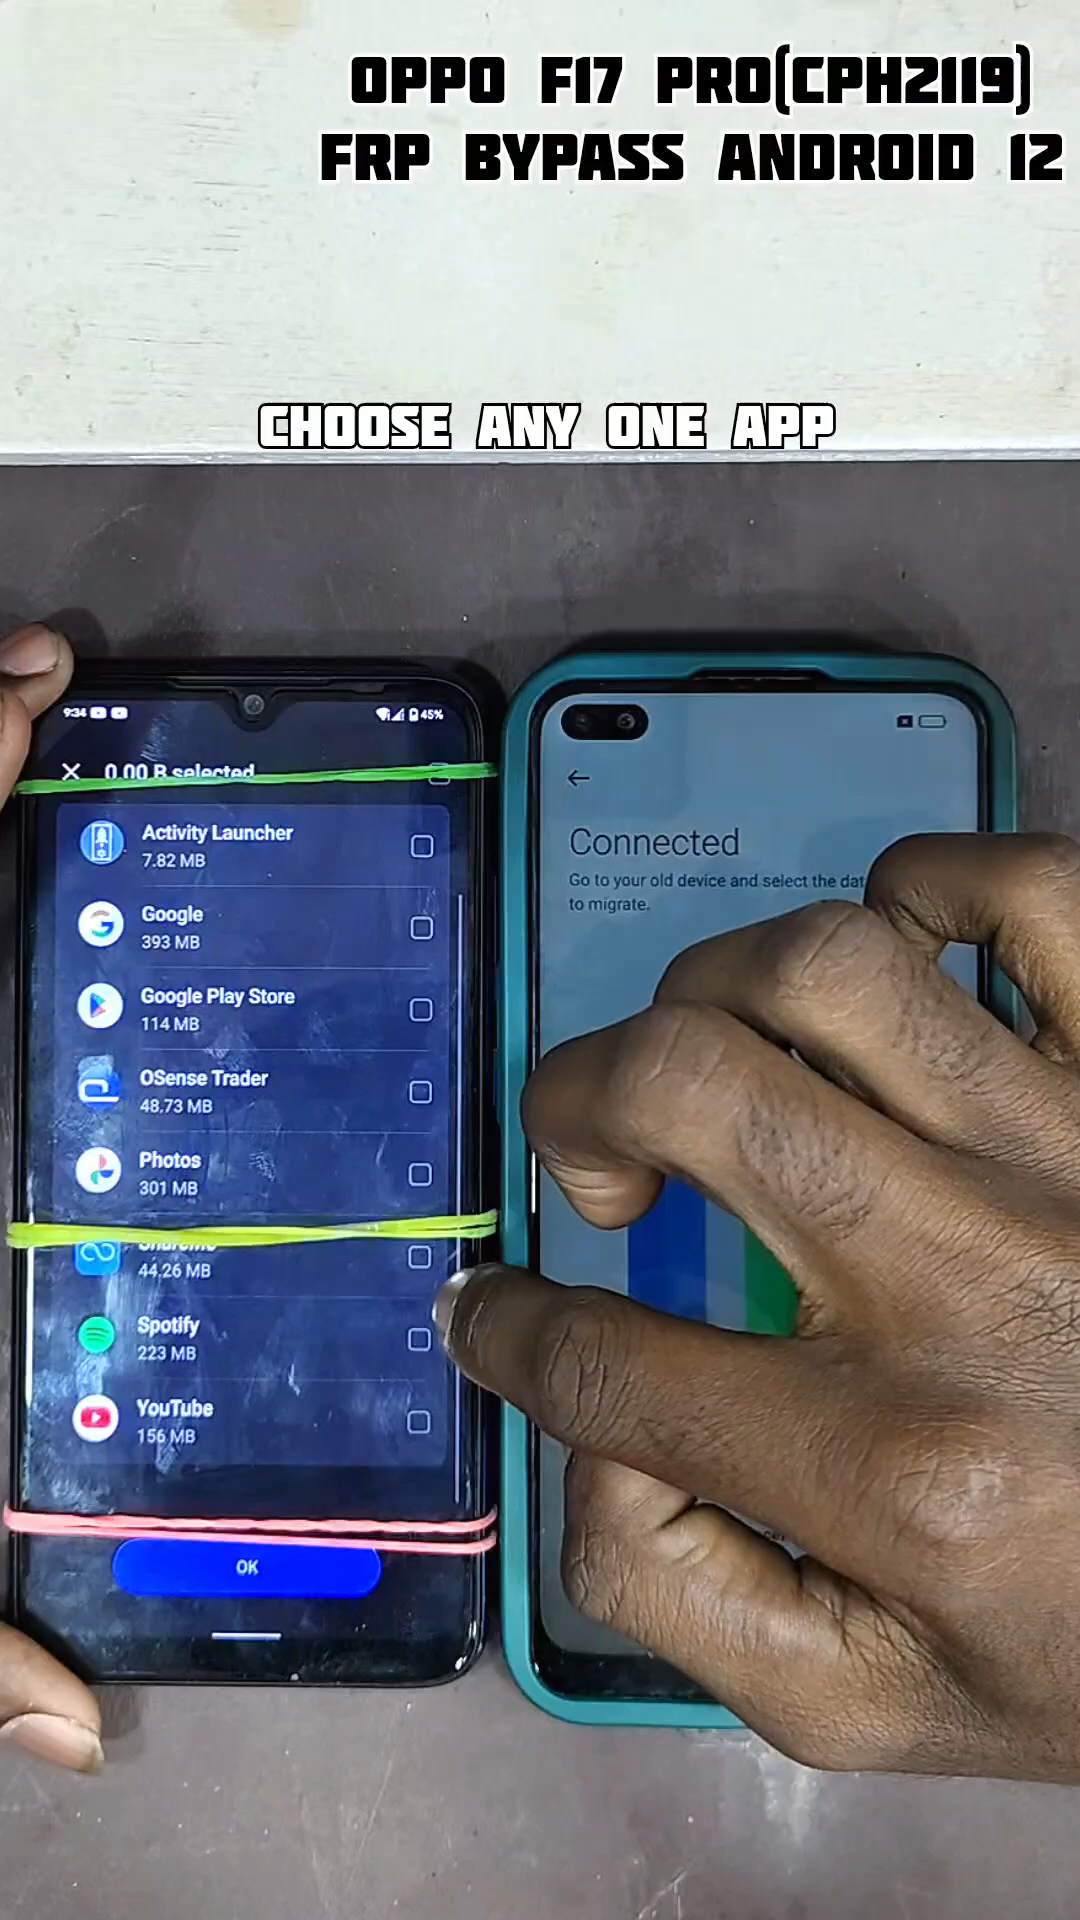 OPPO F17 PRO(CPH2119)
FRP BYPASS ANDROID 12
CHOOSE ANY ONE APP
9:34
45%
0.00 B selected
Activity Launcher
7.82 MB
Google
393 MB
Google Play Store
114 MB
OSense Trader
48.73 MB
Photos
301 MB
44.26 MB
Spotify
223 MB
YouTube
156 MB
OK
Connected
Go to your old device and select the
to migrate.